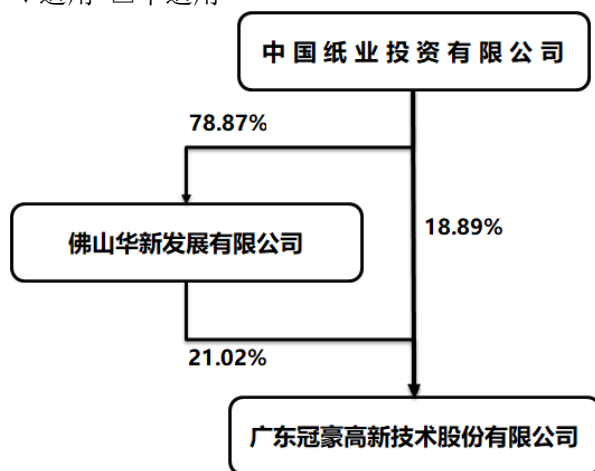 中国纸业投资有限公司
78.87%
佛山华新发展有限公司
18.89%
21.02%
广东冠豪高新技术股份有限公司